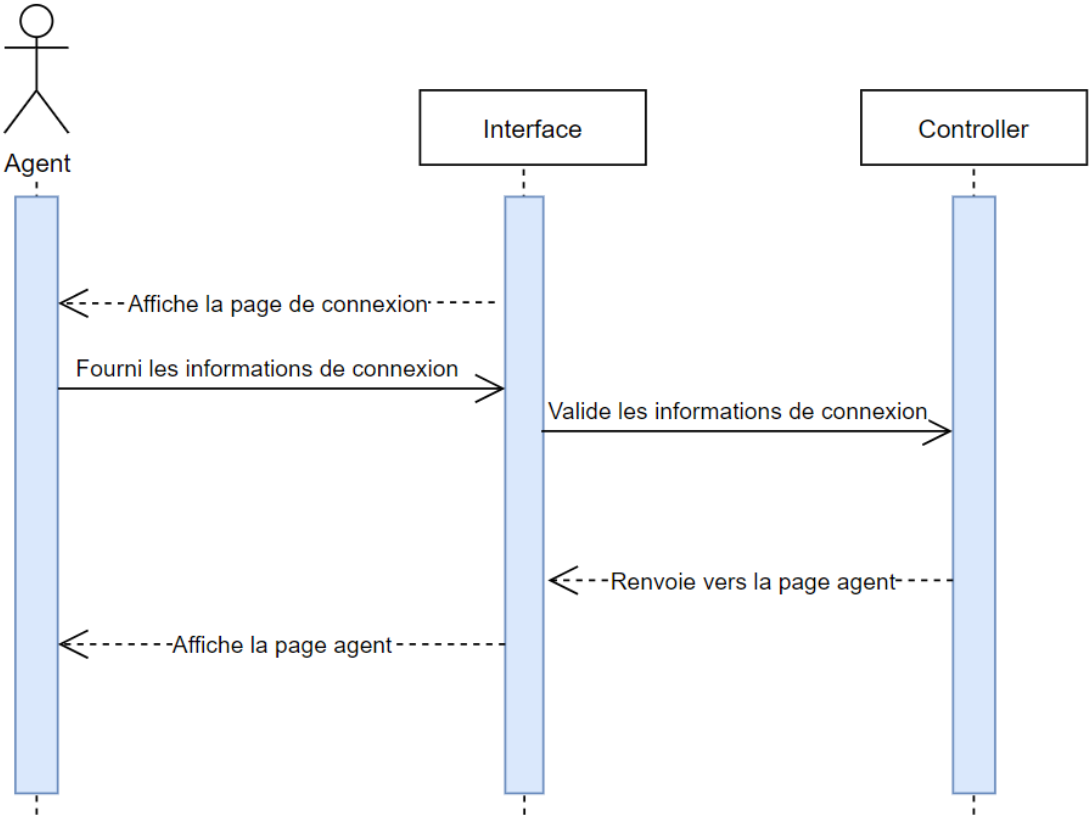 Agent
Interface
Controller
Affiche la page de connexion
Fourni les informations de connexion
Valide les informations de connexion
Renvoie vers la page agent
Affiche la page agent